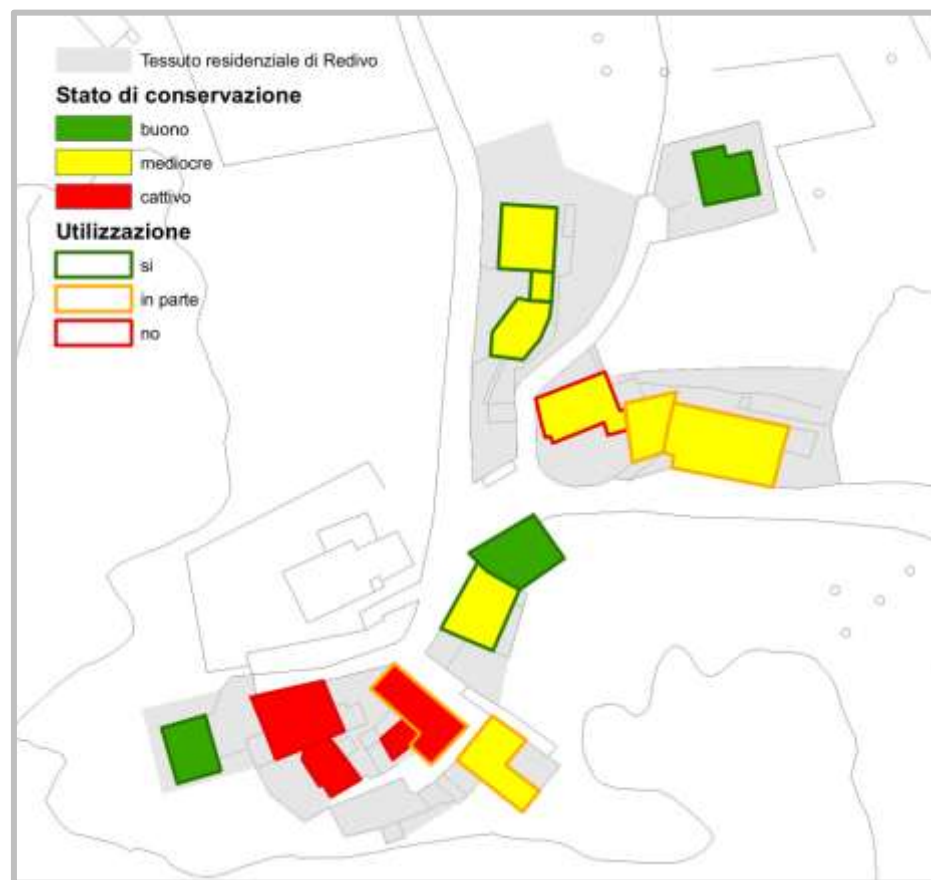 Tessuto residenziale di Redivo
Stato di conservazione
buono
mediocre
cattivo
Utilizzazione
si
in parte
no